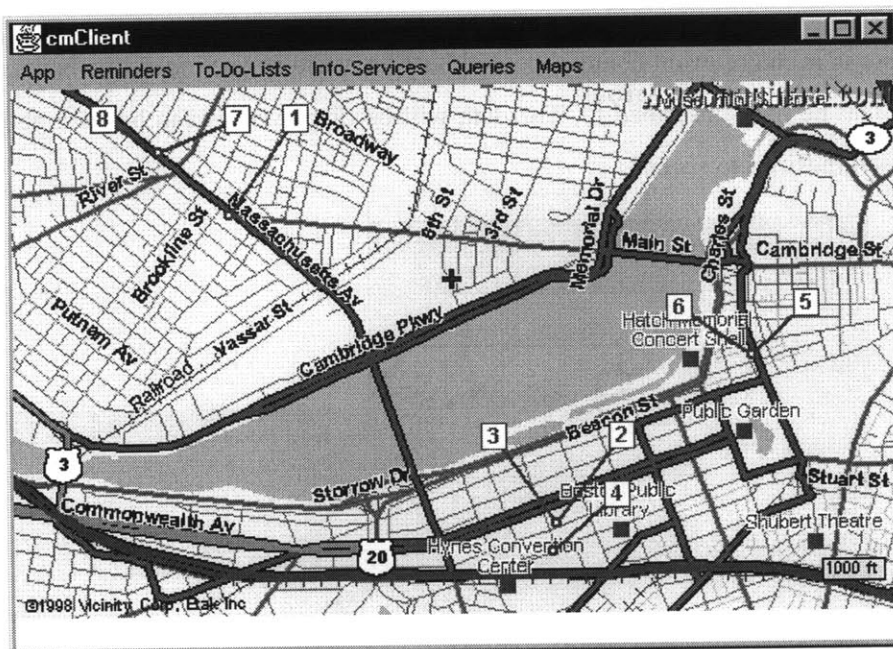 cmClient
App Reminders To-Do-Lists Info-Services Queries Maps
8 7 1
Broadway
3
River St
Massachusetts Av
8th St
3rd St
Memorial Dr
Charles St
Main St
Cambridge St
Brookline St
Putnam Av
Vassar St
Railroad
Cambridge Pkwy
6 5
Hatch Memorial
Concert Shell
Beacon St
Public Garden
3 2
3
Storrow Dr
4
Public
Library
Stuart St
Commonwealth Av
Shubert Theatre
20
Hynes Convention
Center
1000 ft
©1998 Vicinity Corp. Etak Inc